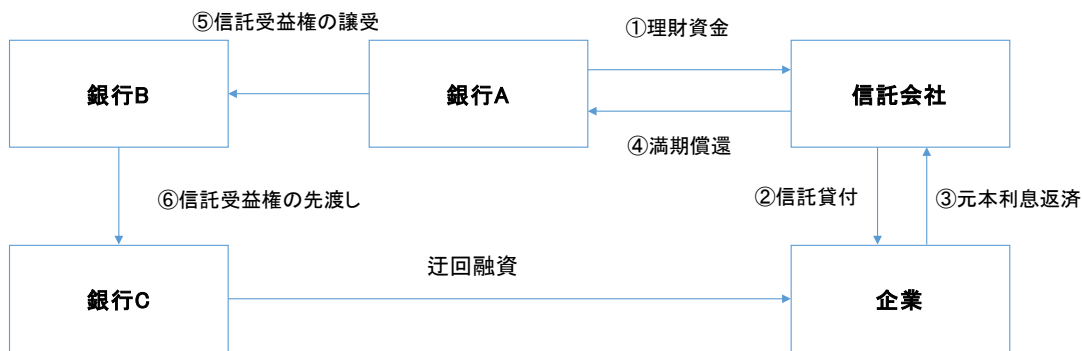 ⑤信託受益権の譲受
①理財資金
銀行B
銀行A
信託会社
④満期償還
⑥信託受益権の先渡し
②信託貸付
③元本利息返済
迂回融資
銀行C
企業